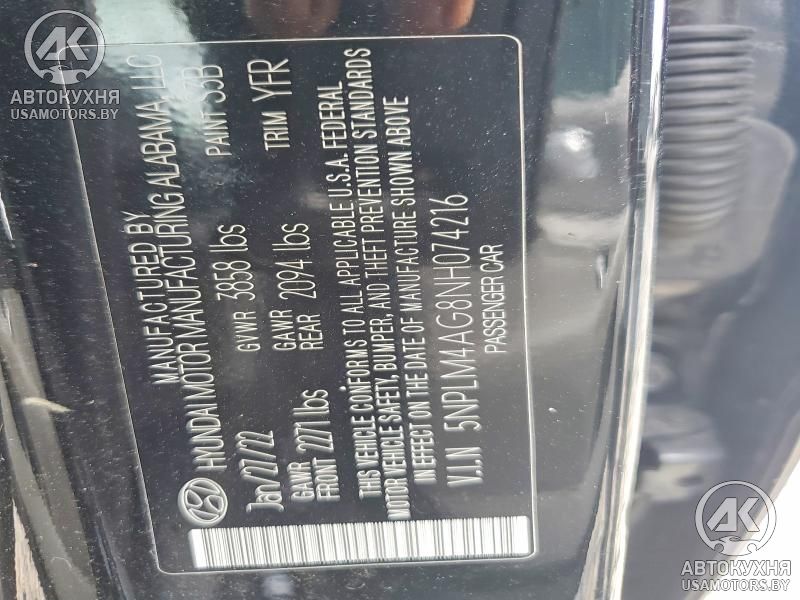 MANUFACTURED BY
HYUNDAI MOTOR MANUFACTURING ALABAMA, LLC
Jan/27/22 GVWR 3858 lbs PAINT S3B
GAWR GAWR
FRONT 2271 lbs REAR 2094 lbs TRIM YFR
THIS VEHICLE CONFORMS TO ALL APPLICABLE U.S.A. FEDERAL
MOTOR VEHICLE SAFETY, BUMPER, AND THEFT PREVENTION STANDARDS
IN EFFECT ON THE DATE OF MANUFACTURE SHOWN ABOVE
V.I.N 5NPLM4AG8NH074216
PASSENGER CAR
AK
АВТОКУХНЯ
USAMOTORS.BY
AK
АВТОКУХНЯ
USAMOTORS.BY